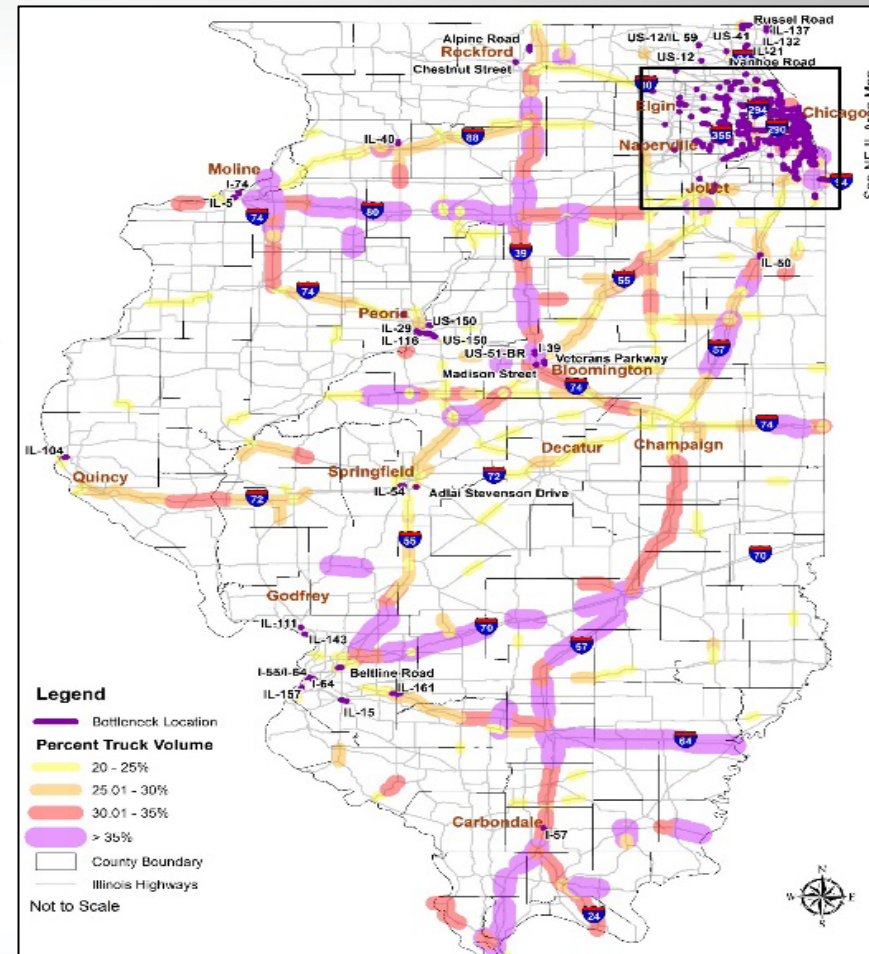 Russel Road
IL-137
US-41
IL-132
IL-21
US-12/IL 59
Ivanhoe Road
US-12
Alpine Road
Rockford
Chestnut Street
Elgin
294
Chicago
290
355
Naperville
Joliet
94
IL-40
88
Moline
I-74
IL-5
74
80
39
IL-50
55
74
Peoria
US-150
IL-29
US-150
IL-116
57
I-39
US-51-BR
Veterans Parkway
Madison Street
Bloomington
74
74
IL-104
Quincy
Decatur
Champaign
Springfield
72
IL-54
Adlai Stevenson Drive
72
55
70
Godfrey
70
IL-111
IL-143
57
I-55/I-64
Beltline Road
I-64
IL-161
IL-157
IL-15
64
Carbondale
I-57
24
Legend
Bottleneck Location
Percent Truck Volume
20 - 25%
25.01 - 30%
30.01 - 35%
> 35%
County Boundary
Illinois Highways
Not to Scale
N
W
E
S